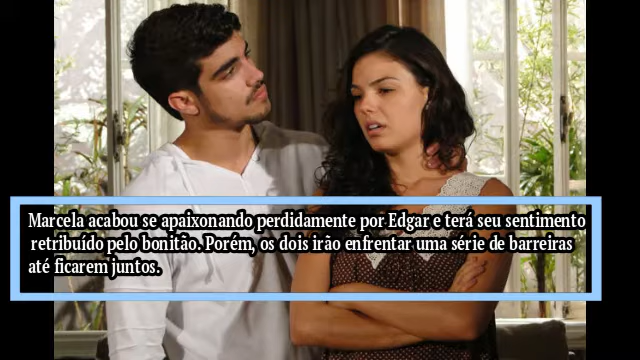 Marcela acabou se apaixonando perdidamente por Edgar e terá seu sentimento
retribuído pelo bonitão. Porém, os dois irão enfrentar uma série de barreiras
até ficarem juntos.